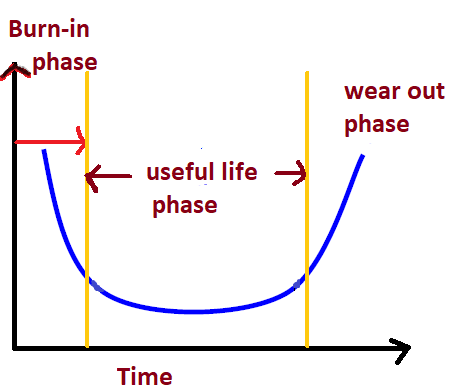 Burn-in
phase
wear out
phase
useful life
phase
Time